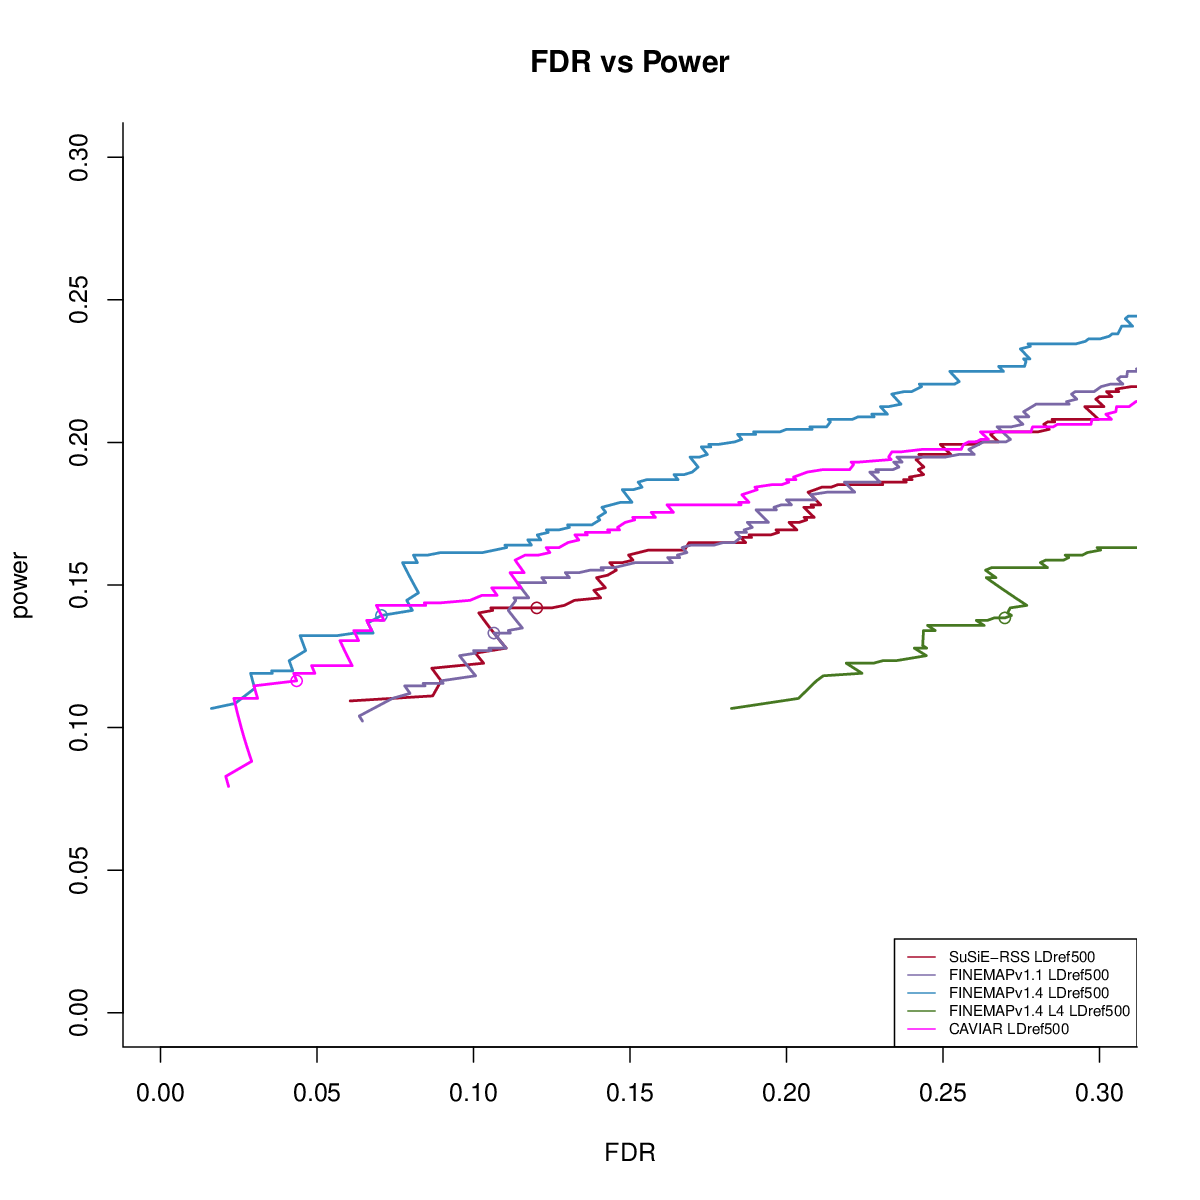 FDR vs Power
power
0.30
0.25
0.20
0.15
0.10
0.05
0.00
SuSiE−RSS LDref500
FINEMAPv1.1 LDref500
FINEMAPv1.4 LDref500
FINEMAPv1.4 L4 LDref500
CAVIAR LDref500
0.00 0.05 0.10 0.15 0.20 0.25 0.30
FDR